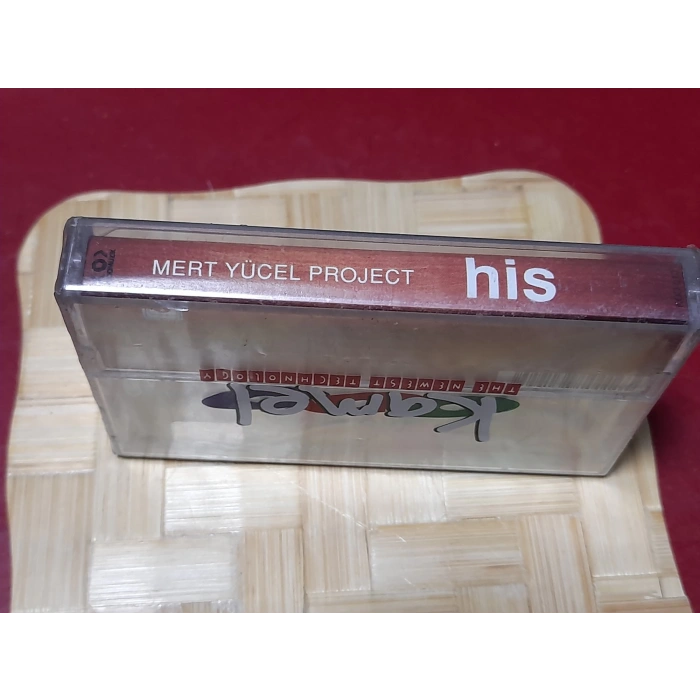 MERT YÜCEL PROJECT his
THE NEWEST TECHNOLOGY
Kamel